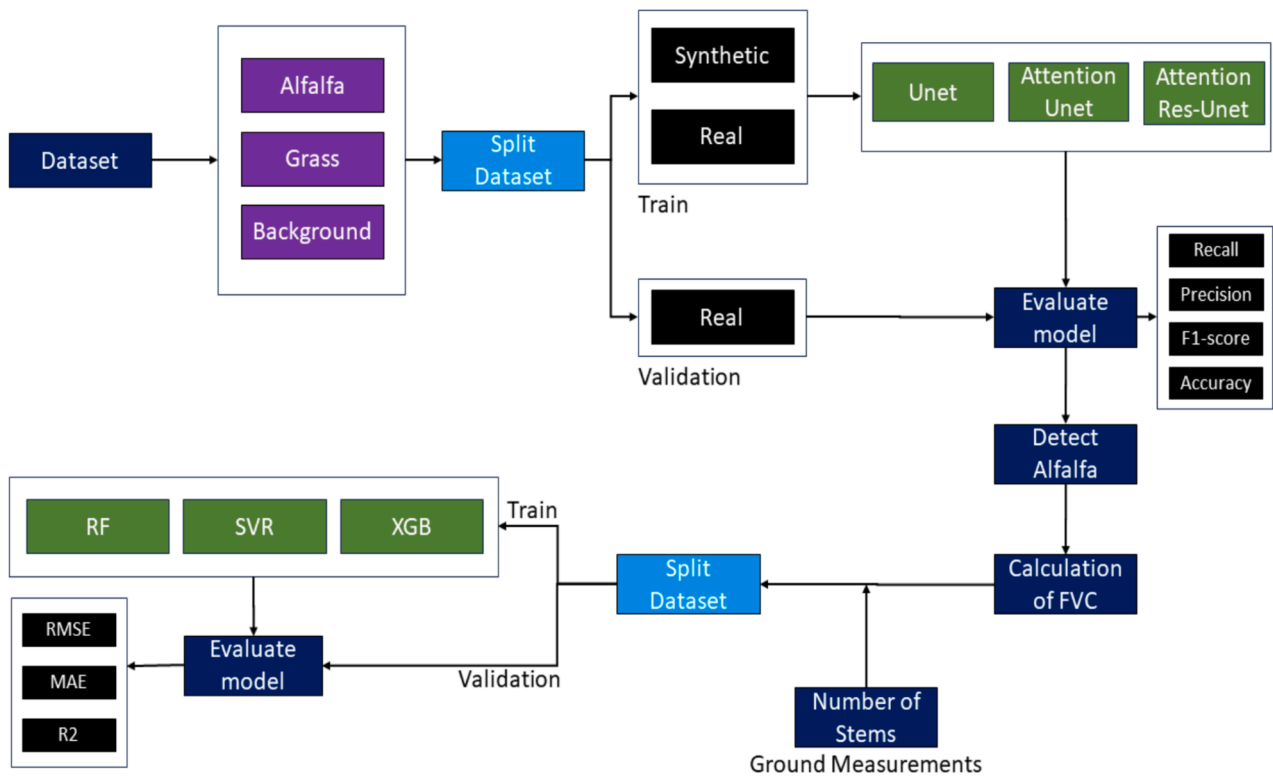 Dataset
Alfalfa
Grass
Background
Split
Dataset
Synthetic
Real
Train
Real
Validation
Unet
Attention
Unet
Attention
Res-Unet
Evaluate
model
Recall
Precision
F1-score
Accuracy
Detect
Alfalfa
Calculation
of FVC
Number of
Stems
Ground Measurements
Split
Dataset
Train
Validation
RF
SVR
XGB
Evaluate
model
RMSE
MAE
R2